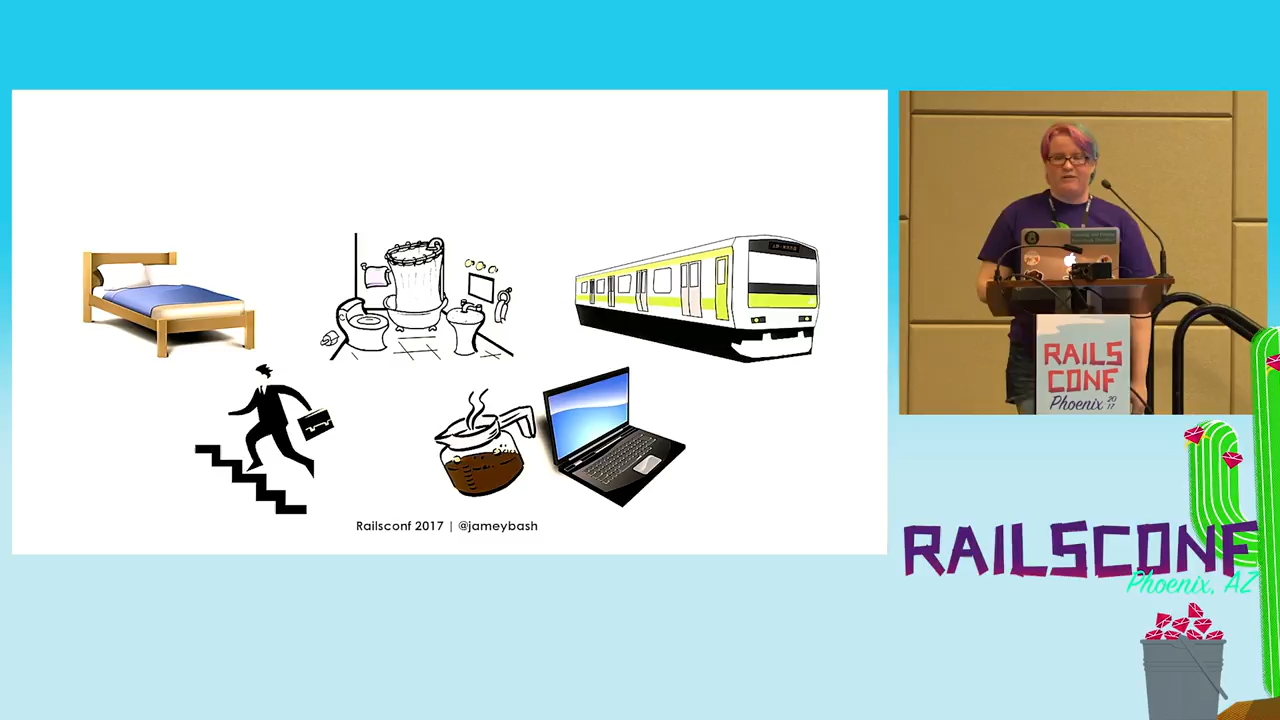 Railsconf 2017 | @jameybash
RAILS
CONF
Phoenix 2017
RAILSCONF
Phoenix, AZ